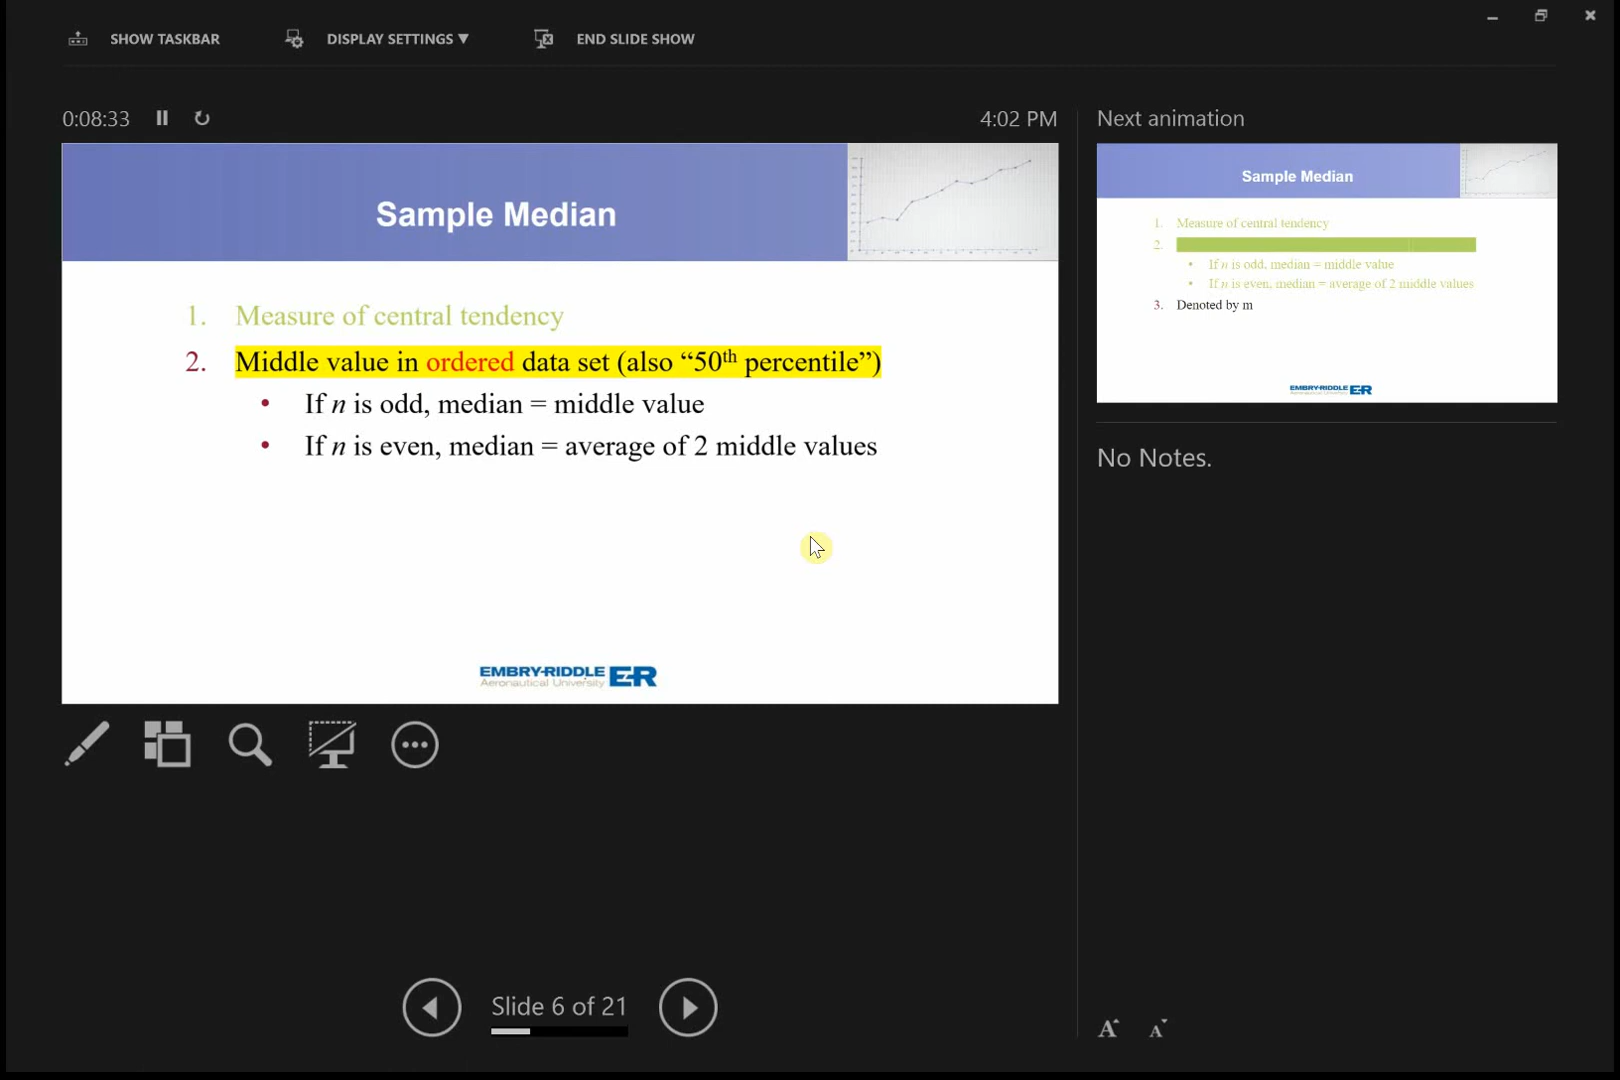 SHOW TASKBAR
DISPLAY SETTINGS ▼
END SLIDE SHOW
0:08:33
4:02 PM
Sample Median
1. Measure of central tendency
2. Middle value in ordered data set (also “50th percentile”)
• If n is odd, median = middle value
• If n is even, median = average of 2 middle values
EMBRY-RIDDLE
Aeronautical University
ER
Slide 6 of 21
Next animation
Sample Median
1. Measure of central tendency
2.
• If n is odd, median = middle value
• If n is even, median = average of 2 middle values
3. Denoted by m
EMBRY-RIDDLE ER
No Notes.
A A